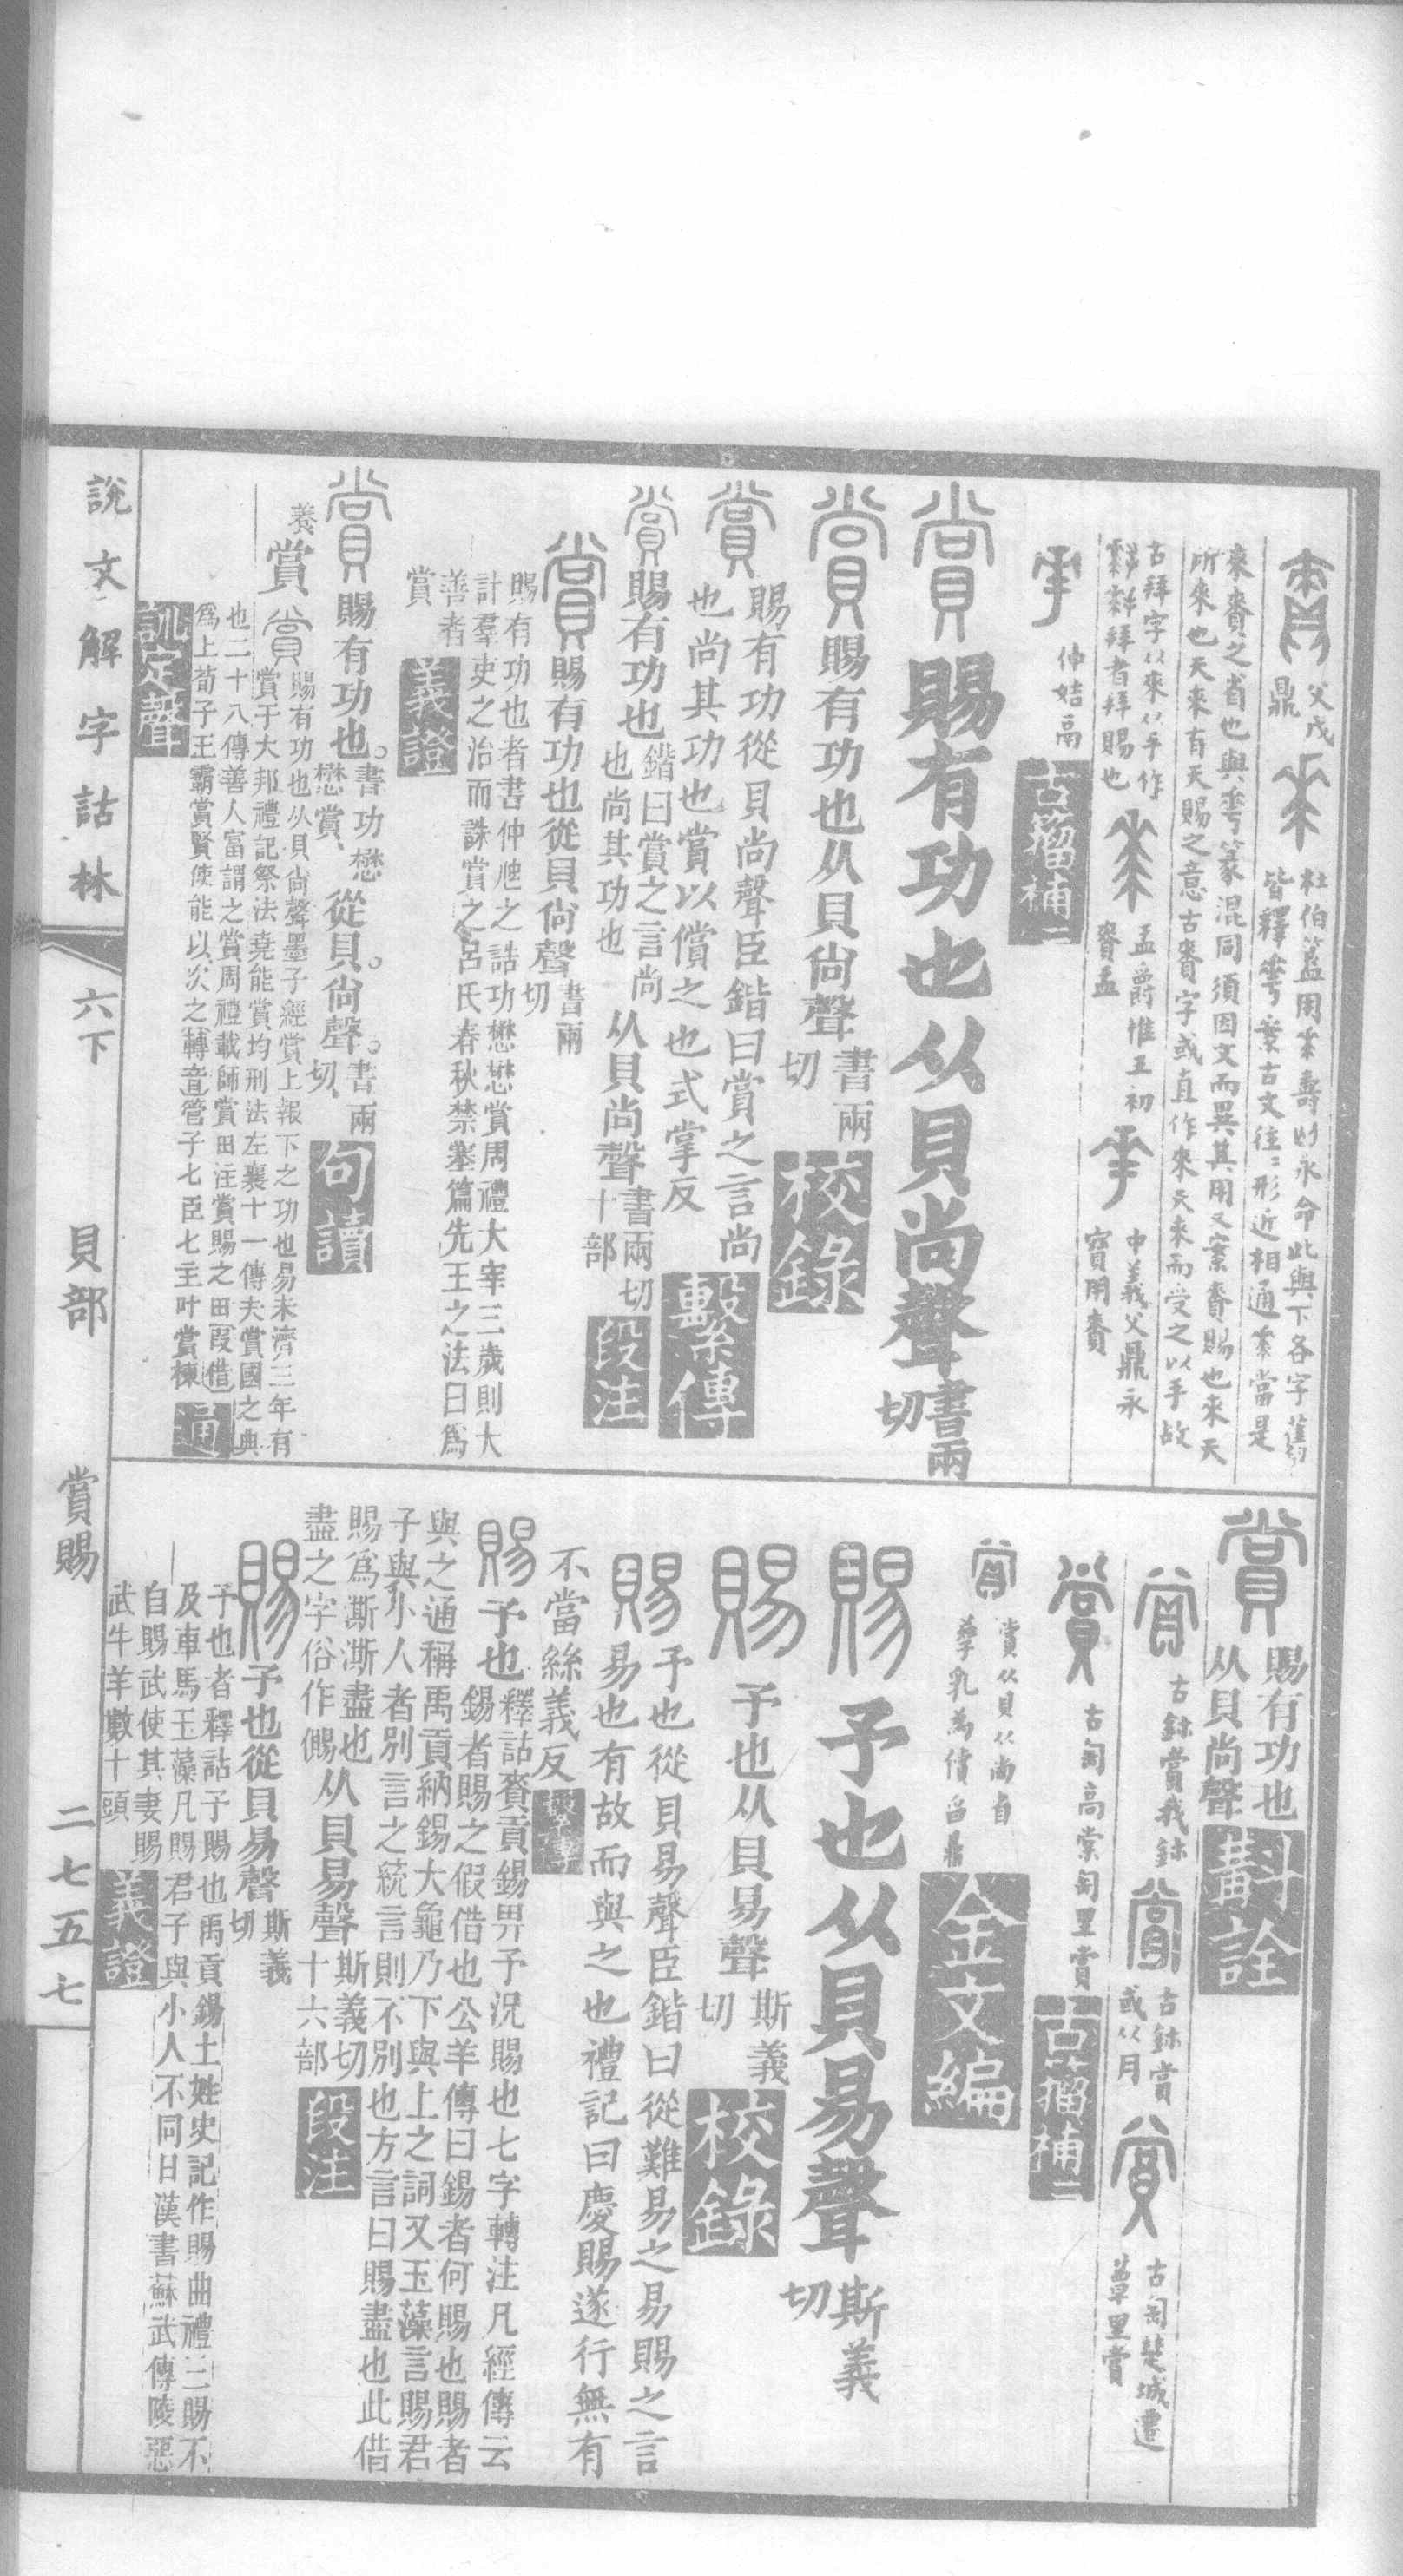 父戊
鼎
杜伯簋用𠦪壽匄永命此與下各字舊
皆釋𠦪案古文往往形近相通𠦪當是
來賚之省也與𠦪篆混同須因文而異其用又案賚賜也來天
所來也天來有天賜之意古賚字或直作來天來而受之以手故
古拜字从來从手作
拜者拜賜也
孟爵惟王初
賚孟
中義父鼎永
寶用賚
仲姞鬲
古籀補
賞賜有功也从貝尚聲書兩
切
賞賜有功也从貝尚聲書兩
切
校錄
賞賜有功從貝尚聲臣鍇曰賞之言尚
也尚其功也賞以償之也式掌反
繫傳
賞賜有功也鍇曰賞之言尚
也尚其功也
从貝尚聲書兩切
十部
段注
賞賜有功也從貝尚聲書兩
切
賜有功也者書仲虺之誥功懋懋賞周禮大宰三歲則大
計羣吏之治而誅賞之呂氏春秋禁塞篇先王之法曰爲
善者
賞
義證
賞賜有功也。書功懋
懋賞、
從貝。尚聲。書兩
切、
句讀
賞賞賜有功也从貝尚聲墨子經賞上報下之功也易未濟三年有
賞于大邦禮記祭法堯能賞均刑法左襄十一傳夫賞國之典
也二十八傳善人富謂之賞周禮載師賞田注賞賜之田叚借
爲上荀子王霸賞賢使能以次之轉音管子七臣七主叶賞棟
通
訓定聲
賞賜有功也
从貝尚聲
斠詮
古鉥賞我鉥
古鉥賞
或从月
古匋楚城遷
蒦里賞
古匋高棠匋里賞
古籀補
賞从貝从尚省
孳乳爲償曶鼎
金文編
賜予也从貝易聲斯義
切
賜予也从貝易聲斯義
切
校錄
賜予也從貝易聲臣鍇曰從難易之易賜之言
易也有故而與之也禮記曰慶賜遂行無有
不當絲義反
繫傳
賜予也釋詁賚貢錫畀予況賜也七字轉注凡經傳云
錫者賜之假借也公羊傳曰錫者何賜也賜者
與之通稱禹貢納錫大龜乃下與上之詞又玉藻言賜君
子與小人者別言之統言則不別也方言曰賜盡也此借
賜爲澌澌盡也
盡之字俗作儩
从貝易聲斯義切
十六部
段注
賜予也從貝易聲斯義
切
予也者釋詁予賜也禹貢錫土姓史記作賜曲禮三賜不
及車馬玉藻凡賜君子與小人不同日漢書蘇武傳陵惡
自賜武使其妻賜
武牛羊數十頭
義證
說文解字詁林
六下
貝部
賞賜
二七五七